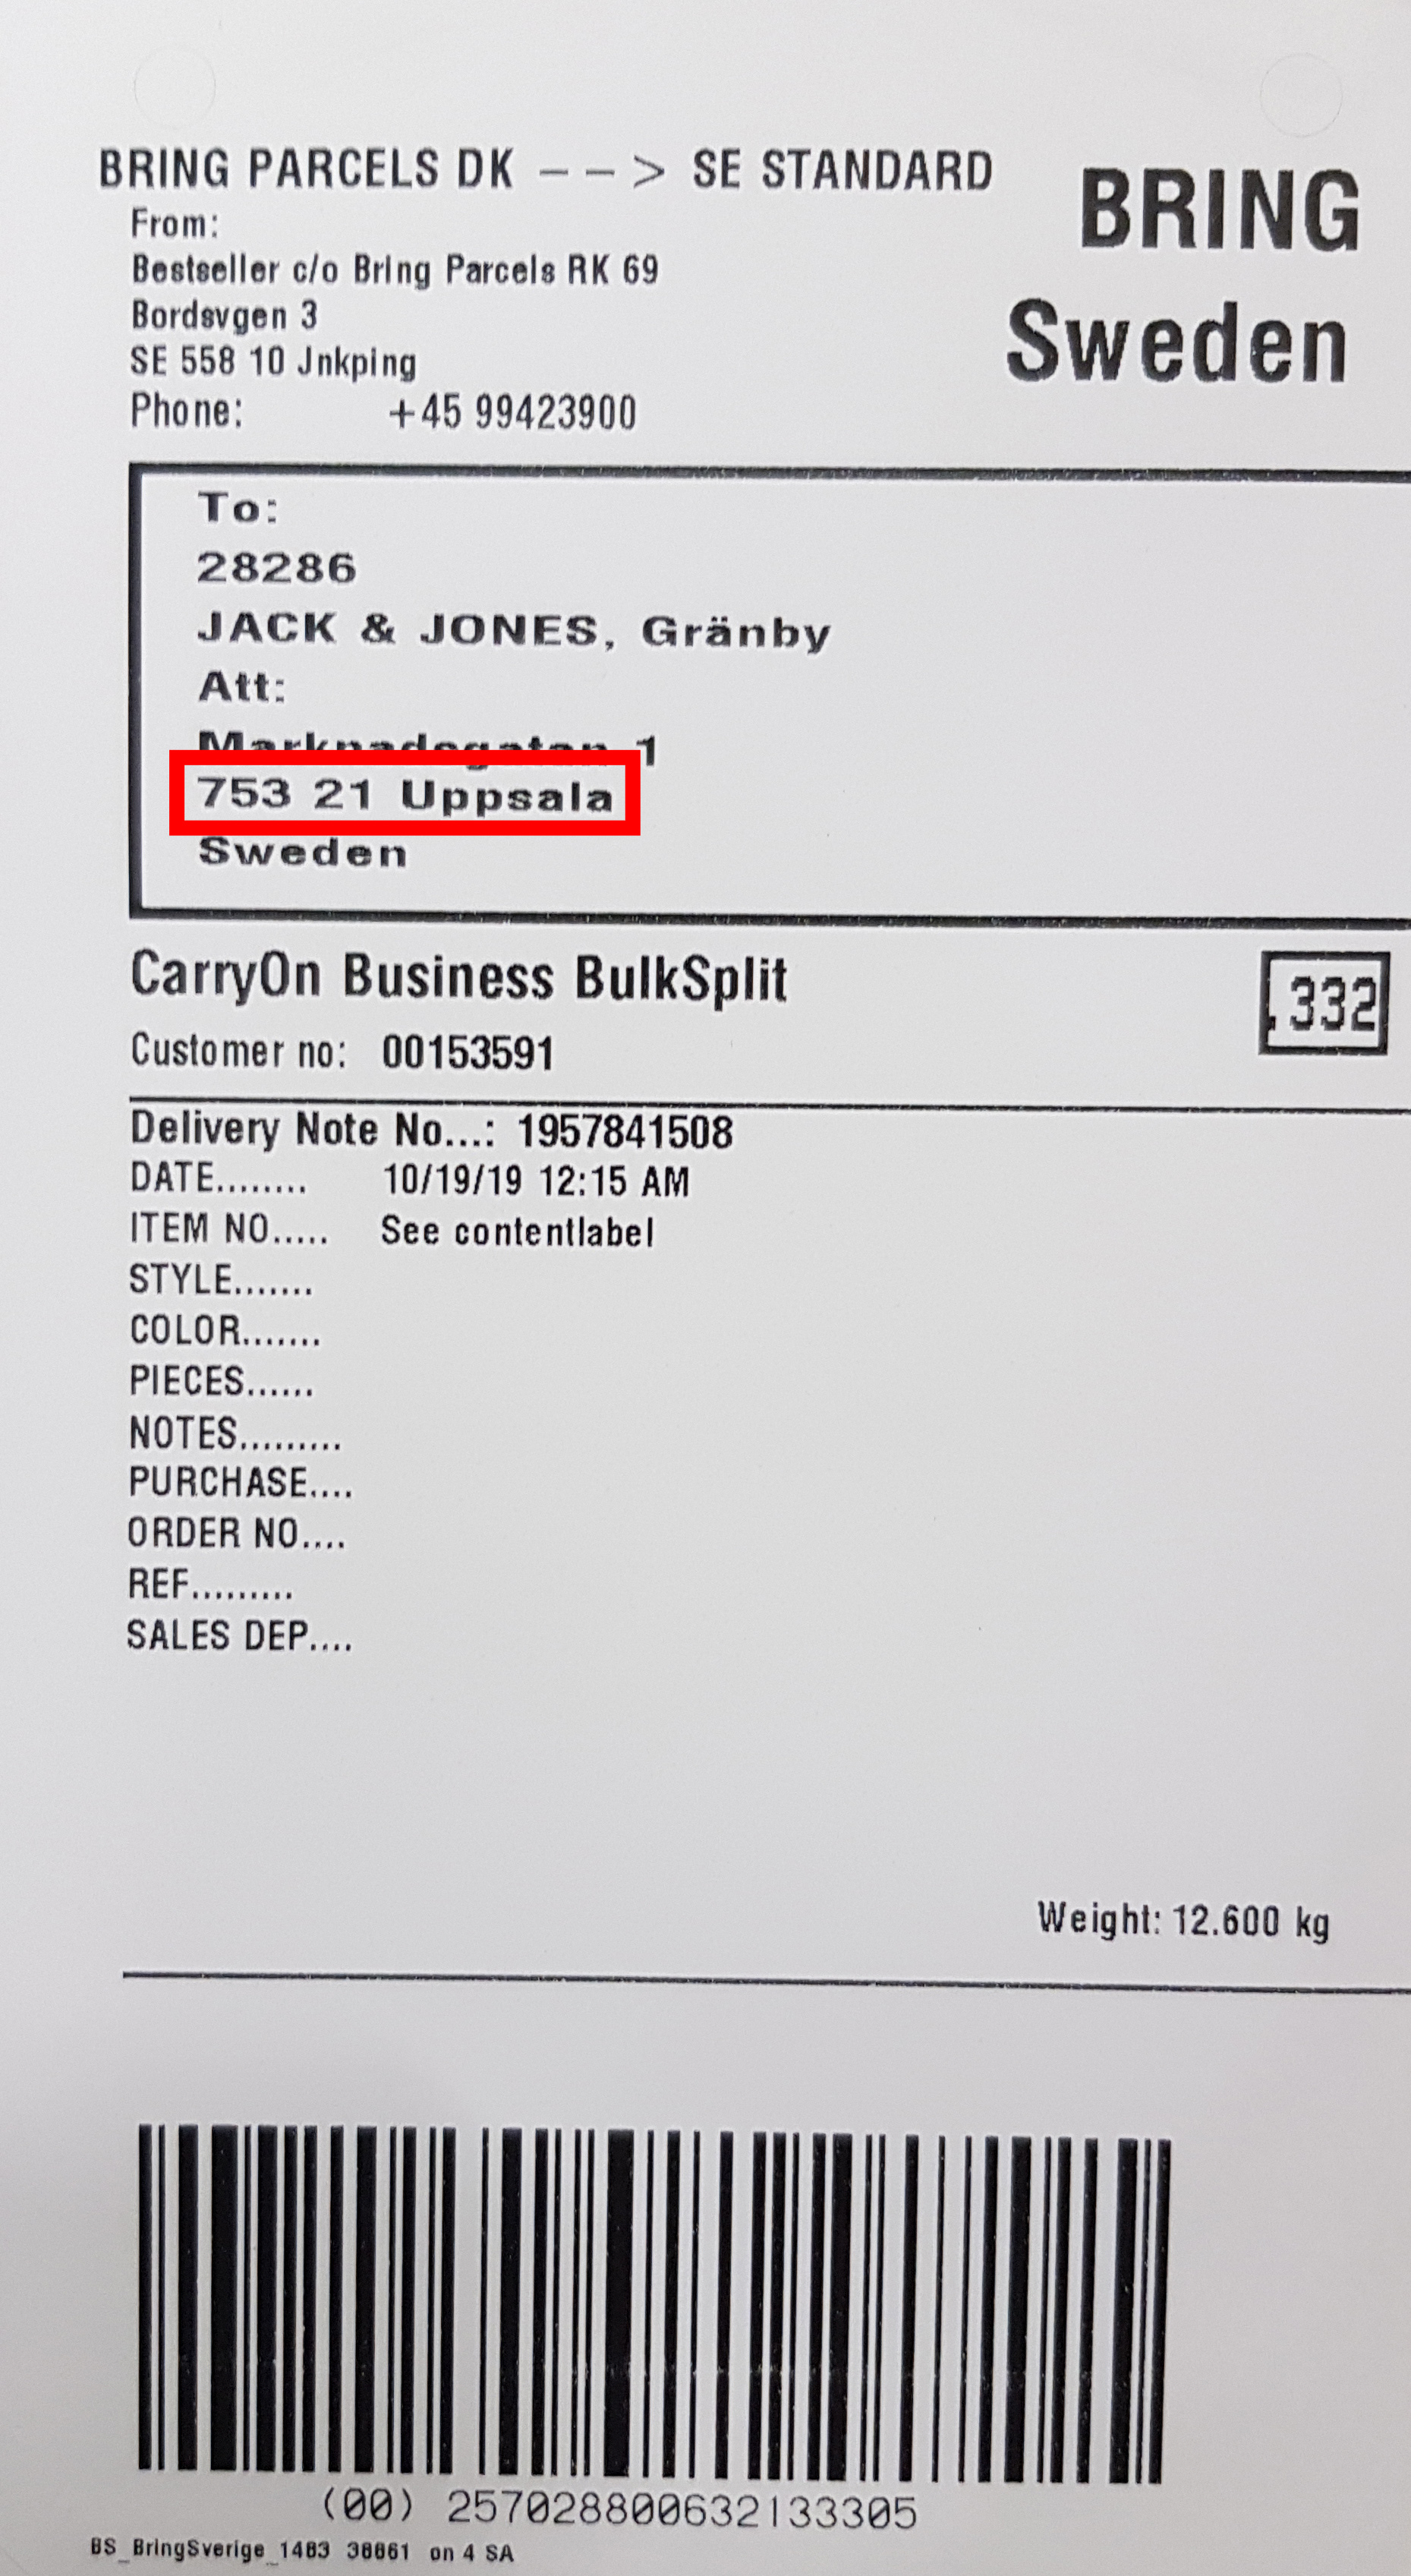 BRING PARCELS DK --> SE STANDARD
BRING
Sweden
From:
Bestseller c/o Bring Parcels RK 69
Bordsvgen 3
SE 558 10 Jnkping
Phone: +45 99423900
To:
28286
JACK & JONES, Gränby
Att:
Marknadsgatan 1
753 21 Uppsala
Sweden
CarryOn Business BulkSplit
.332
Customer no: 00153591
Delivery Note No...: 1957841508
DATE........ 10/19/19 12:15 AM
ITEM NO..... See contentlabel
STYLE.......
COLOR.......
PIECES......
NOTES.........
PURCHASE....
ORDER NO....
REF.........
SALES DEP....
Weight: 12.600 kg
(00) 257028800632133305
BS_BringSverige_1483 38861 on 4 SA